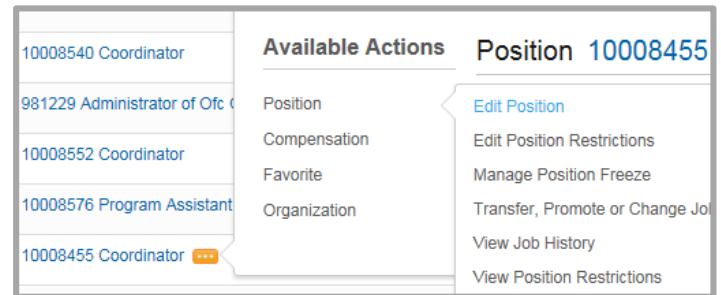 10008540 Coordinator
981229 Administrator of Ofc
10008552 Coordinator
10008576 Program Assistant
10008455 Coordinator
Available Actions
Position
Compensation
Favorite
Organization
Position 10008455
Edit Position
Edit Position Restrictions
Manage Position Freeze
Transfer, Promote or Change
View Job History
View Position Restrictions